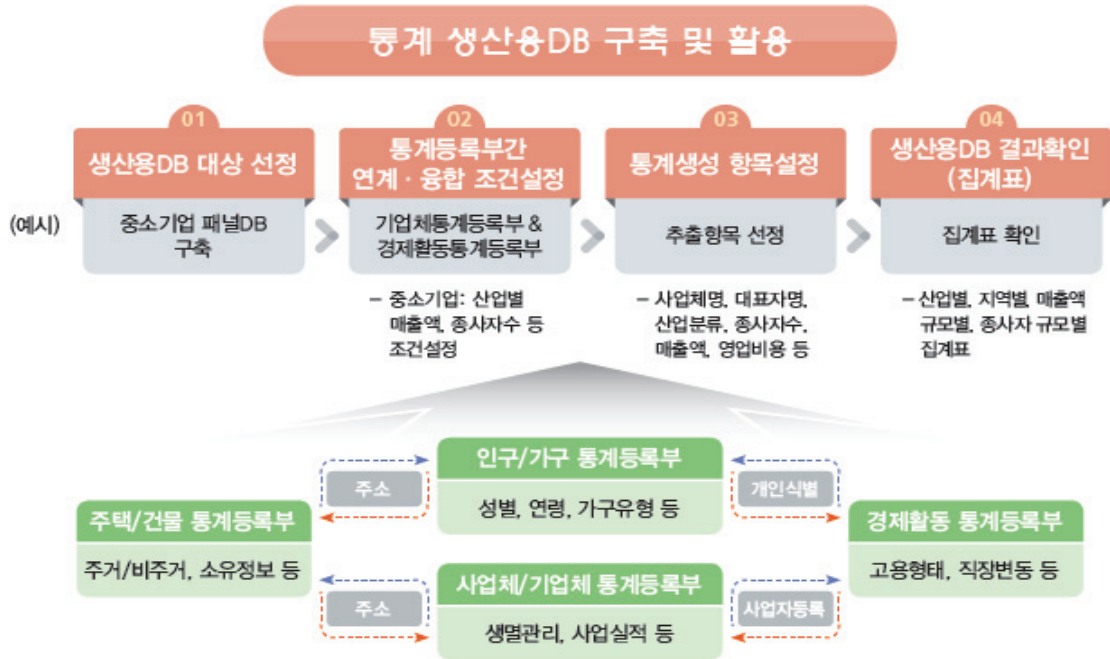 통계 생산용DB 구축 및 활용
01
생산용DB 대상 선정
02
통계등록부간
연계·융합 조건설정
03
통계생성 항목설정
04
생산용DB 결과확인
(집계표)
(예시)
중소기업 패널DB
구축
기업체통계등록부 &
경제활동통계등록부
추출항목 선정
집계표 확인
– 중소기업: 산업별
매출액, 종사자수 등
조건설정
– 사업체명, 대표자명,
산업분류, 종사자수,
매출액, 영업비용 등
– 산업별, 지역별, 매출액
규모별, 종사자 규모별
집계표
인구/가구 통계등록부
성별, 연령, 가구유형 등
주소
개인식별
주택/건물 통계등록부
주거/비주거, 소유정보 등
경제활동 통계등록부
고용형태, 직장변동 등
사업체/기업체 통계등록부
생멸관리, 사업실적 등
주소
사업자등록